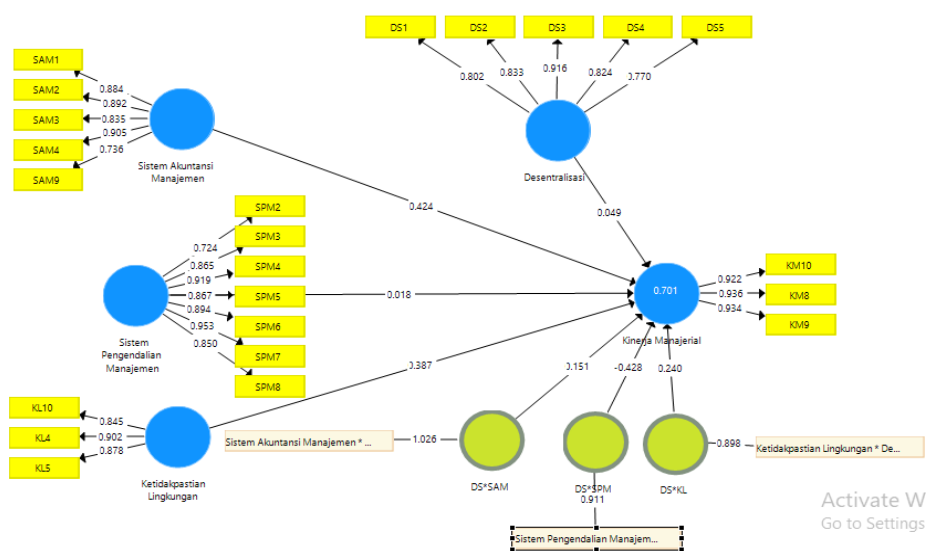 DS1
DS2
DS3
DS4
DS5
0.802
0.833
0.916
0.824
0.770
SAM1
SAM2
SAM3
SAM4
SAM9
0.884
0.892
0.835
0.905
0.736
Sistem Akuntansi
Manajemen
Desentralisasi
0.424
0.049
SPM2
SPM3
SPM4
SPM5
SPM6
SPM7
SPM8
0.724
0.865
0.919
0.867
0.894
0.953
0.850
Sistem
Pengendalian
Manajemen
0.018
0.701
Kinerja Manajerial
0.922
0.936
0.934
KM10
KM8
KM9
0.387
0.151
-0.428
0.240
KL10
KL4
KL5
0.845
0.902
0.878
Ketidakpastian
Lingkungan
Sistem Akuntansi Manajemen * ...
1.026
DS*SAM
DS*SPM
DS*KL
0.898
Ketidakpastian Lingkungan * De...
0.911
Sistem Pengendalian Manajem...
Activate W
Go to Settings